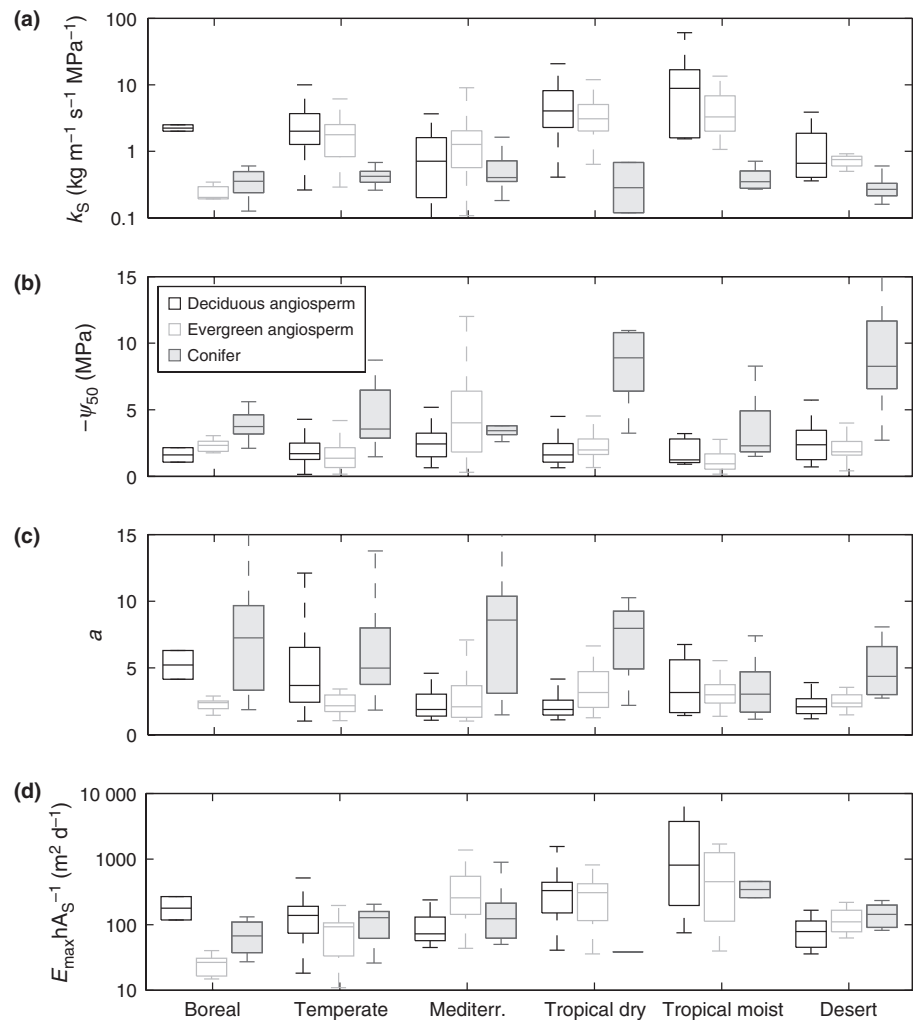 (a)
100
10
1
0.1
k_S (kg m⁻¹ s⁻¹ MPa⁻¹)
(b)
15
10
5
0
−ψ₅₀ (MPa)
Deciduous angiosperm
Evergreen angiosperm
Conifer
(c)
15
10
5
0
a
(d)
10 000
1000
100
10
E_max hA_S⁻¹ (m² d⁻¹)
Boreal Temperate Mediterr. Tropical dry Tropical moist Desert